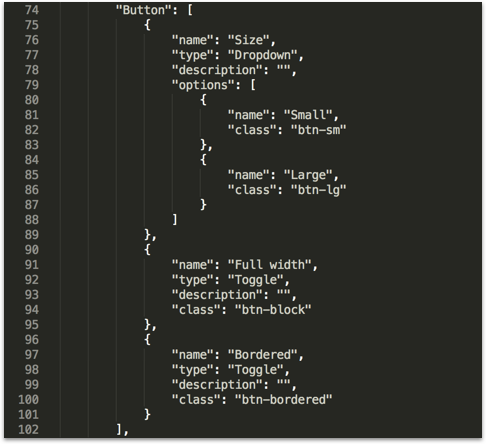 74 "Button": [
75 {
76 "name": "Size",
77 "type": "Dropdown",
78 "description": "",
79 "options": [
80 {
81 "name": "Small",
82 "class": "btn-sm"
83 },
84 {
85 "name": "Large",
86 "class": "btn-lg"
87 }
88 ]
89 },
90 {
91 "name": "Full width",
92 "type": "Toggle",
93 "description": "",
94 "class": "btn-block"
95 },
96 {
97 "name": "Bordered",
98 "type": "Toggle",
99 "description": "",
100 "class": "btn-bordered"
101 }
102 ],